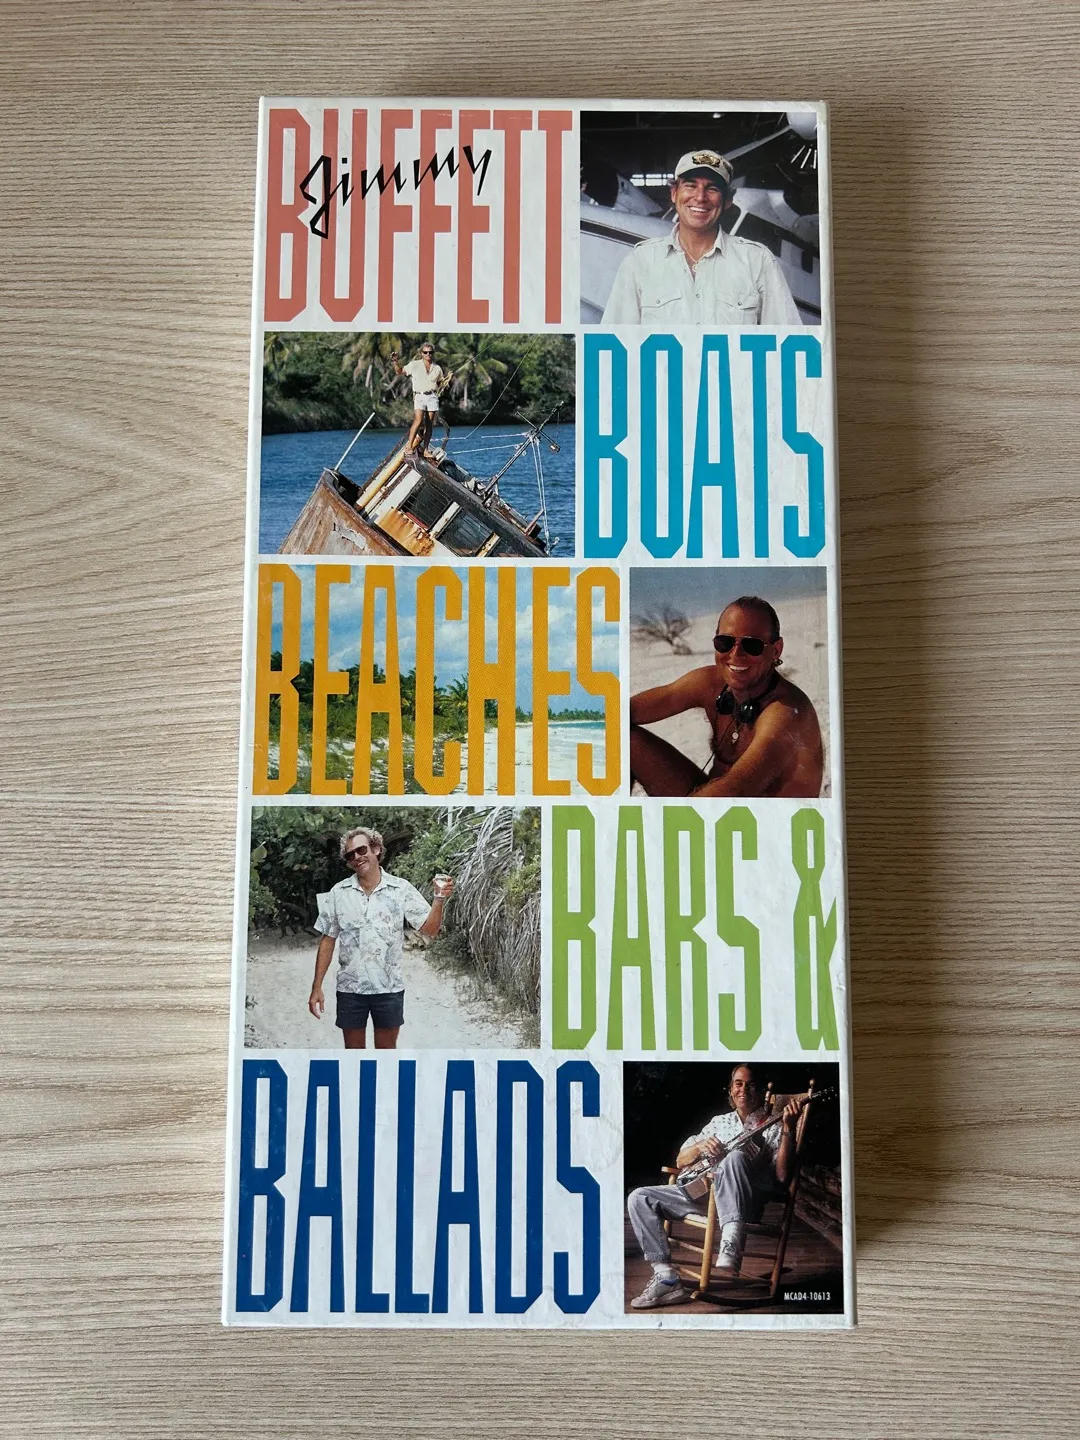 Jimmy
BUFFETT
BOATS
BEACHES
BARS &
BALLADS
MCAD4-10613